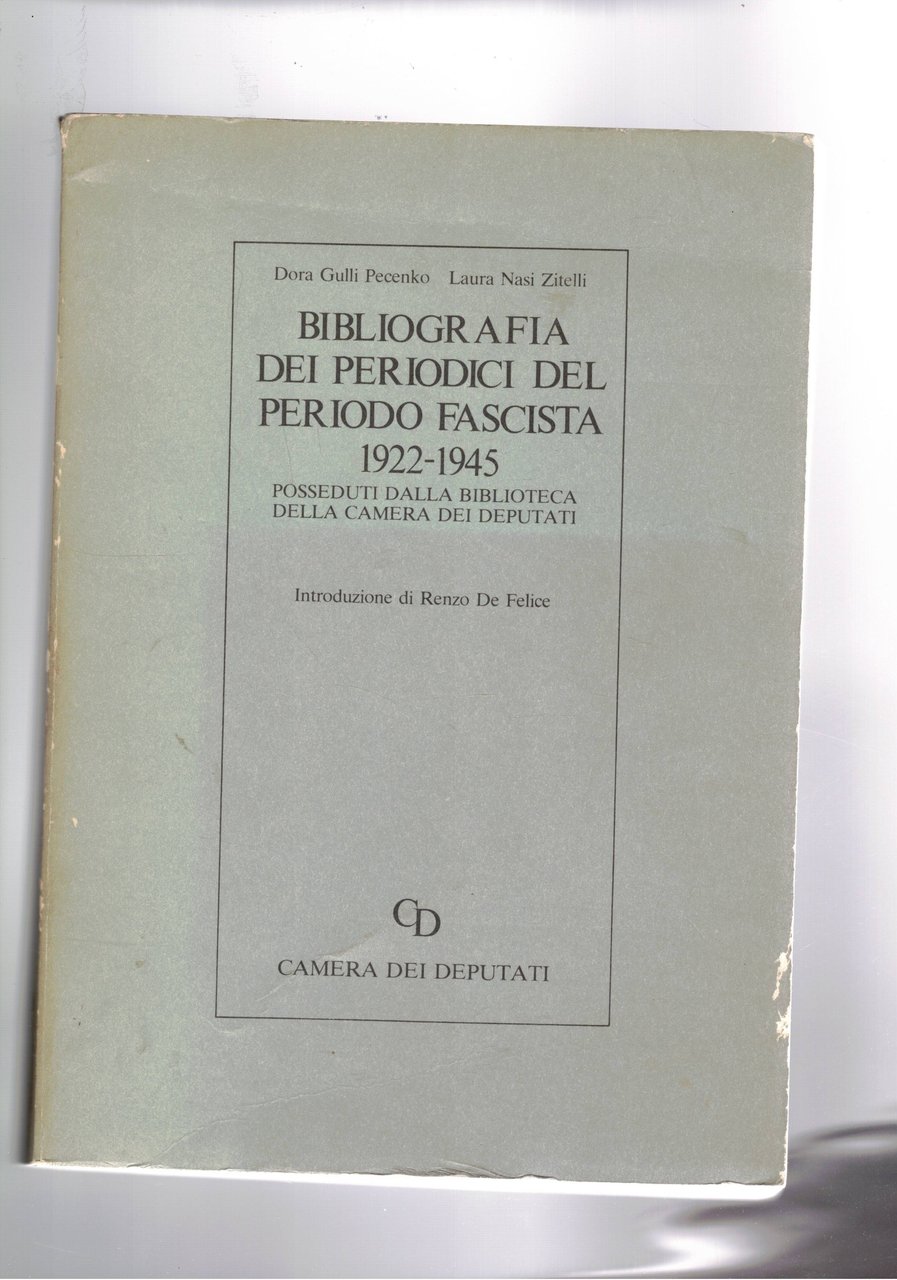 Dora Gulli Pecenko Laura Nasi Zitelli
BIBLIOGRAFIA
DEI PERIODICI DEL
PERIODO FASCISTA
1922-1945
POSSEDUTI DALLA BIBLIOTECA
DELLA CAMERA DEI DEPUTATI
Introduzione di Renzo De Felice
CD
CAMERA DEI DEPUTATI